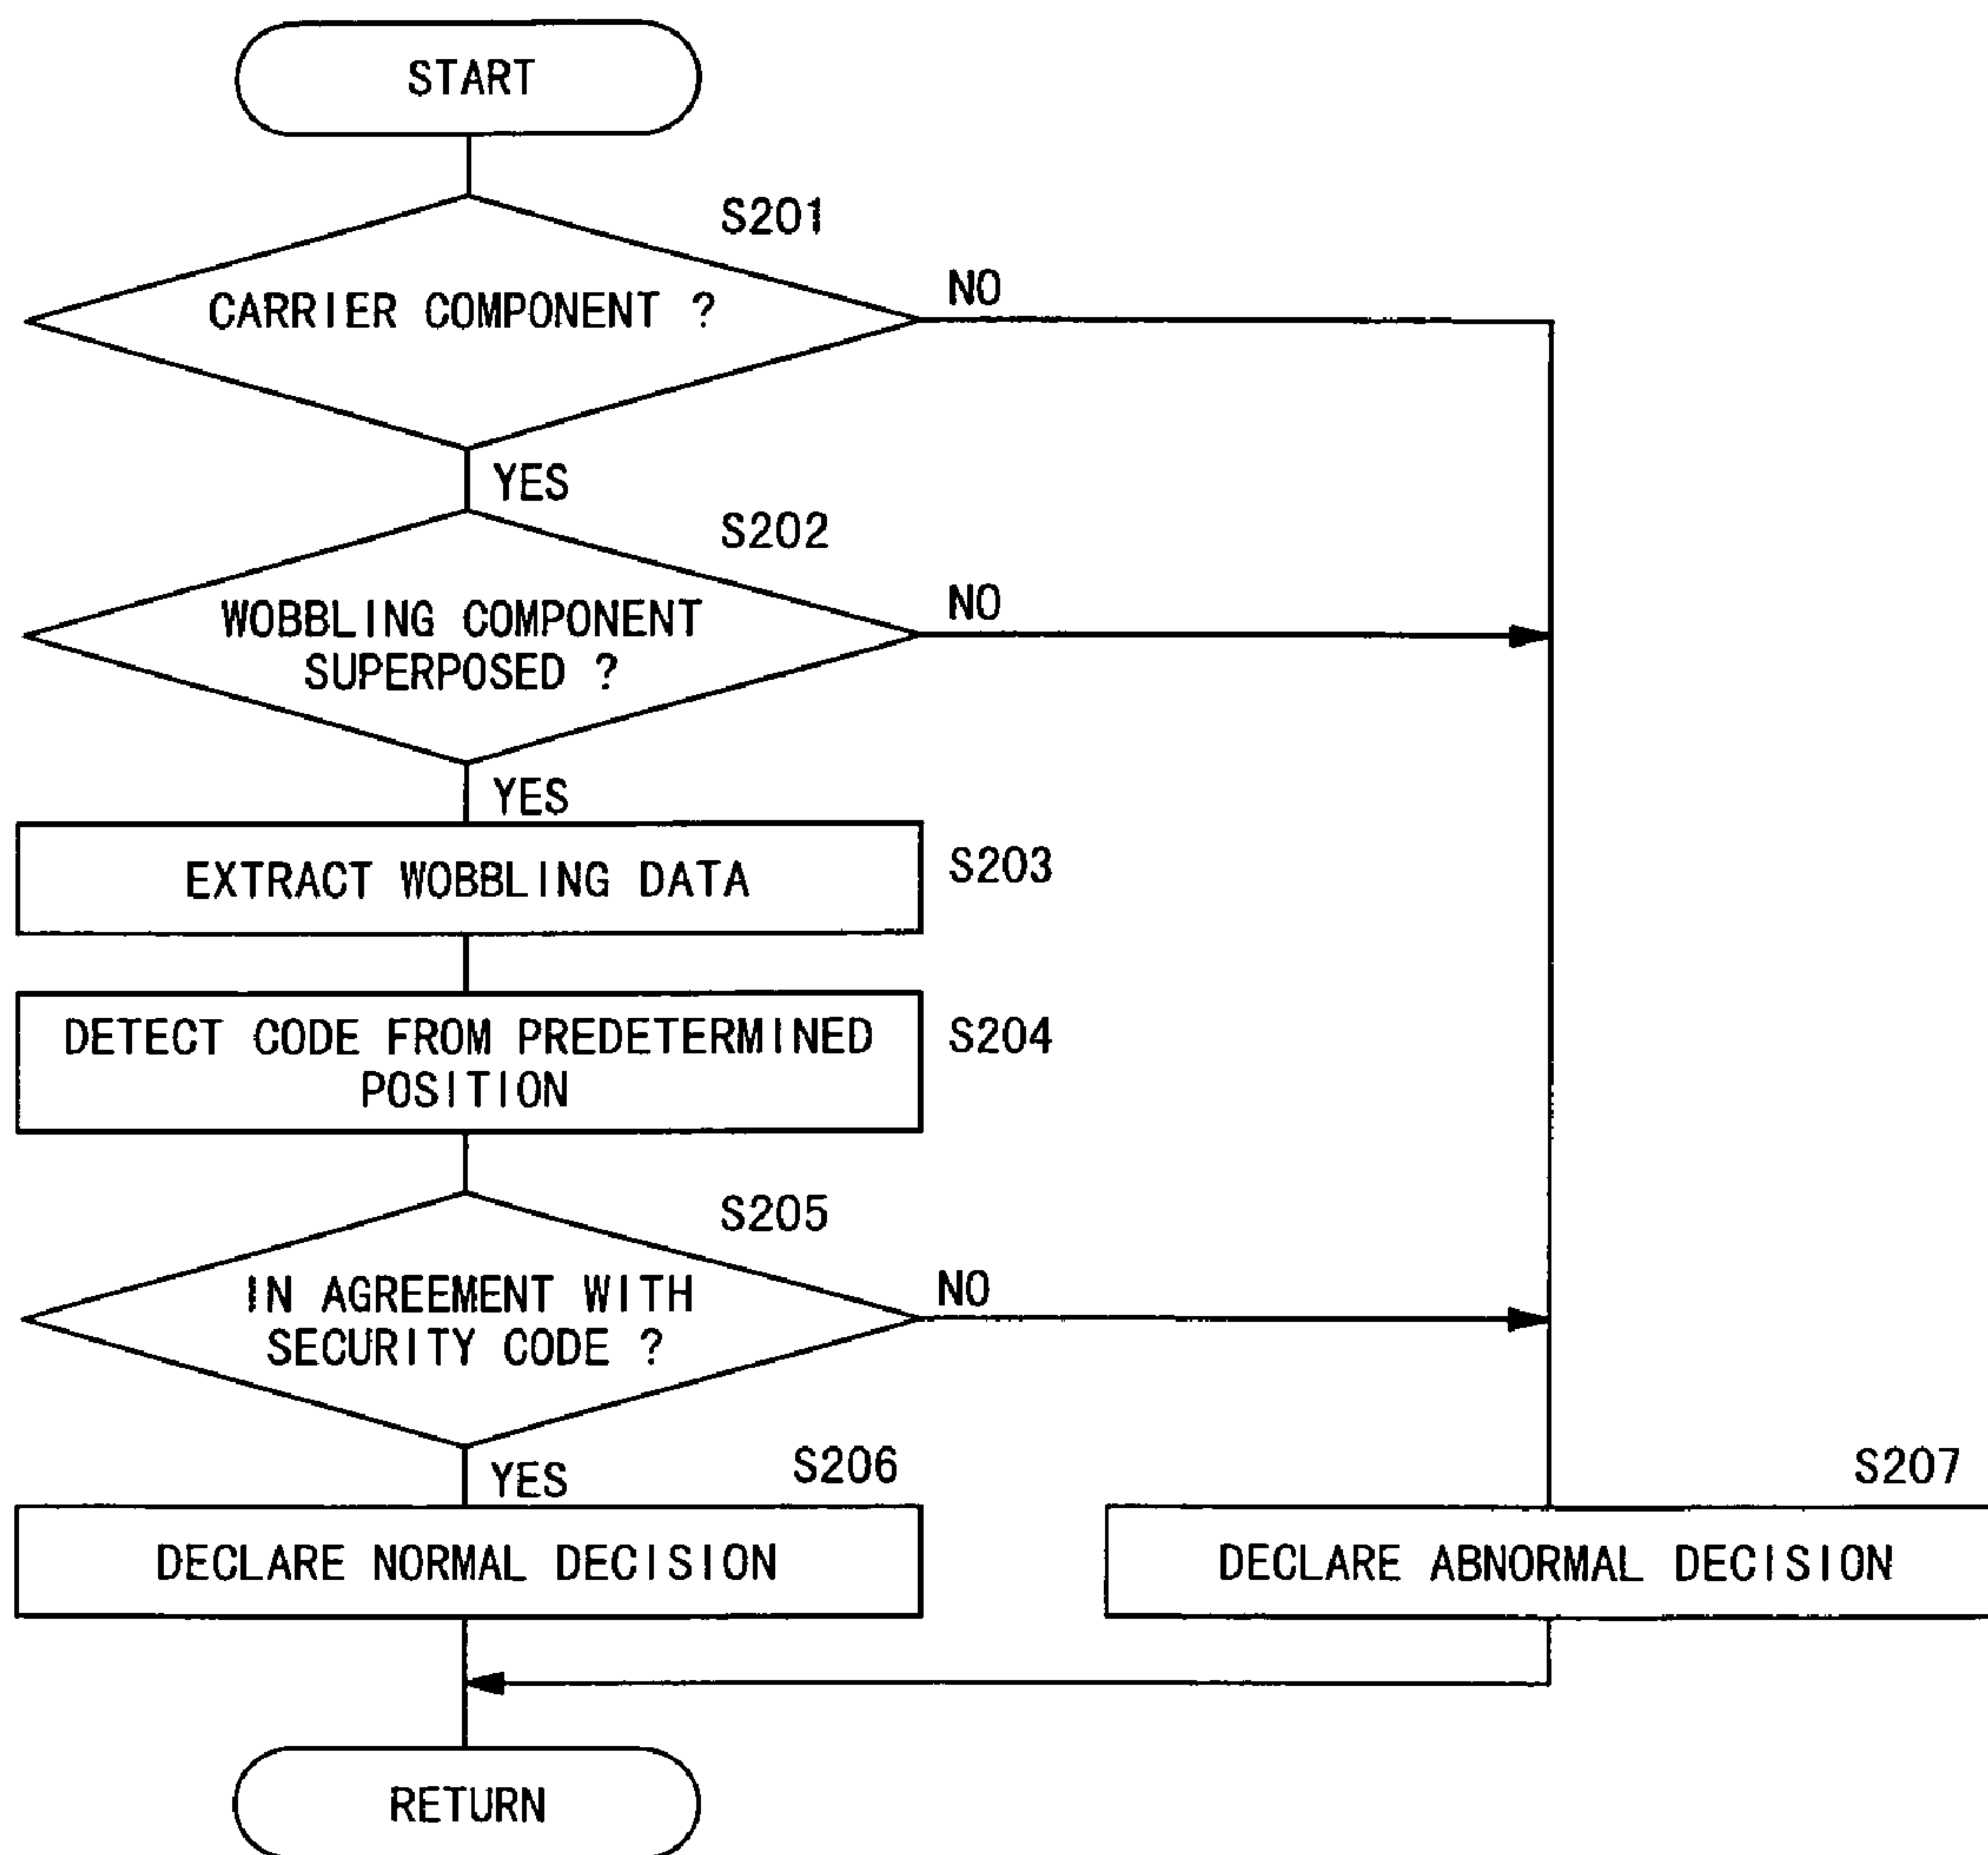 START
S201
CARRIER COMPONENT ?
NO
YES
S202
WOBBLING COMPONENT
SUPERPOSED ?
NO
YES
EXTRACT WOBBLING DATA
S203
DETECT CODE FROM PREDETERMINED
POSITION
S204
S205
IN AGREEMENT WITH
SECURITY CODE ?
NO
YES
S206
DECLARE NORMAL DECISION
S207
DECLARE ABNORMAL DECISION
RETURN